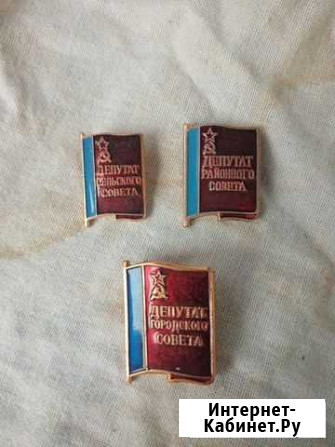 ДЕПУТАТ
СЕЛЬСКОГО
СОВЕТА
ДЕПУТАТ
РАЙОННОГО
СОВЕТА
ДЕПУТАТ
ГОРОДСКОГО
СОВЕТА
Интернет-
Кабинет.Ру